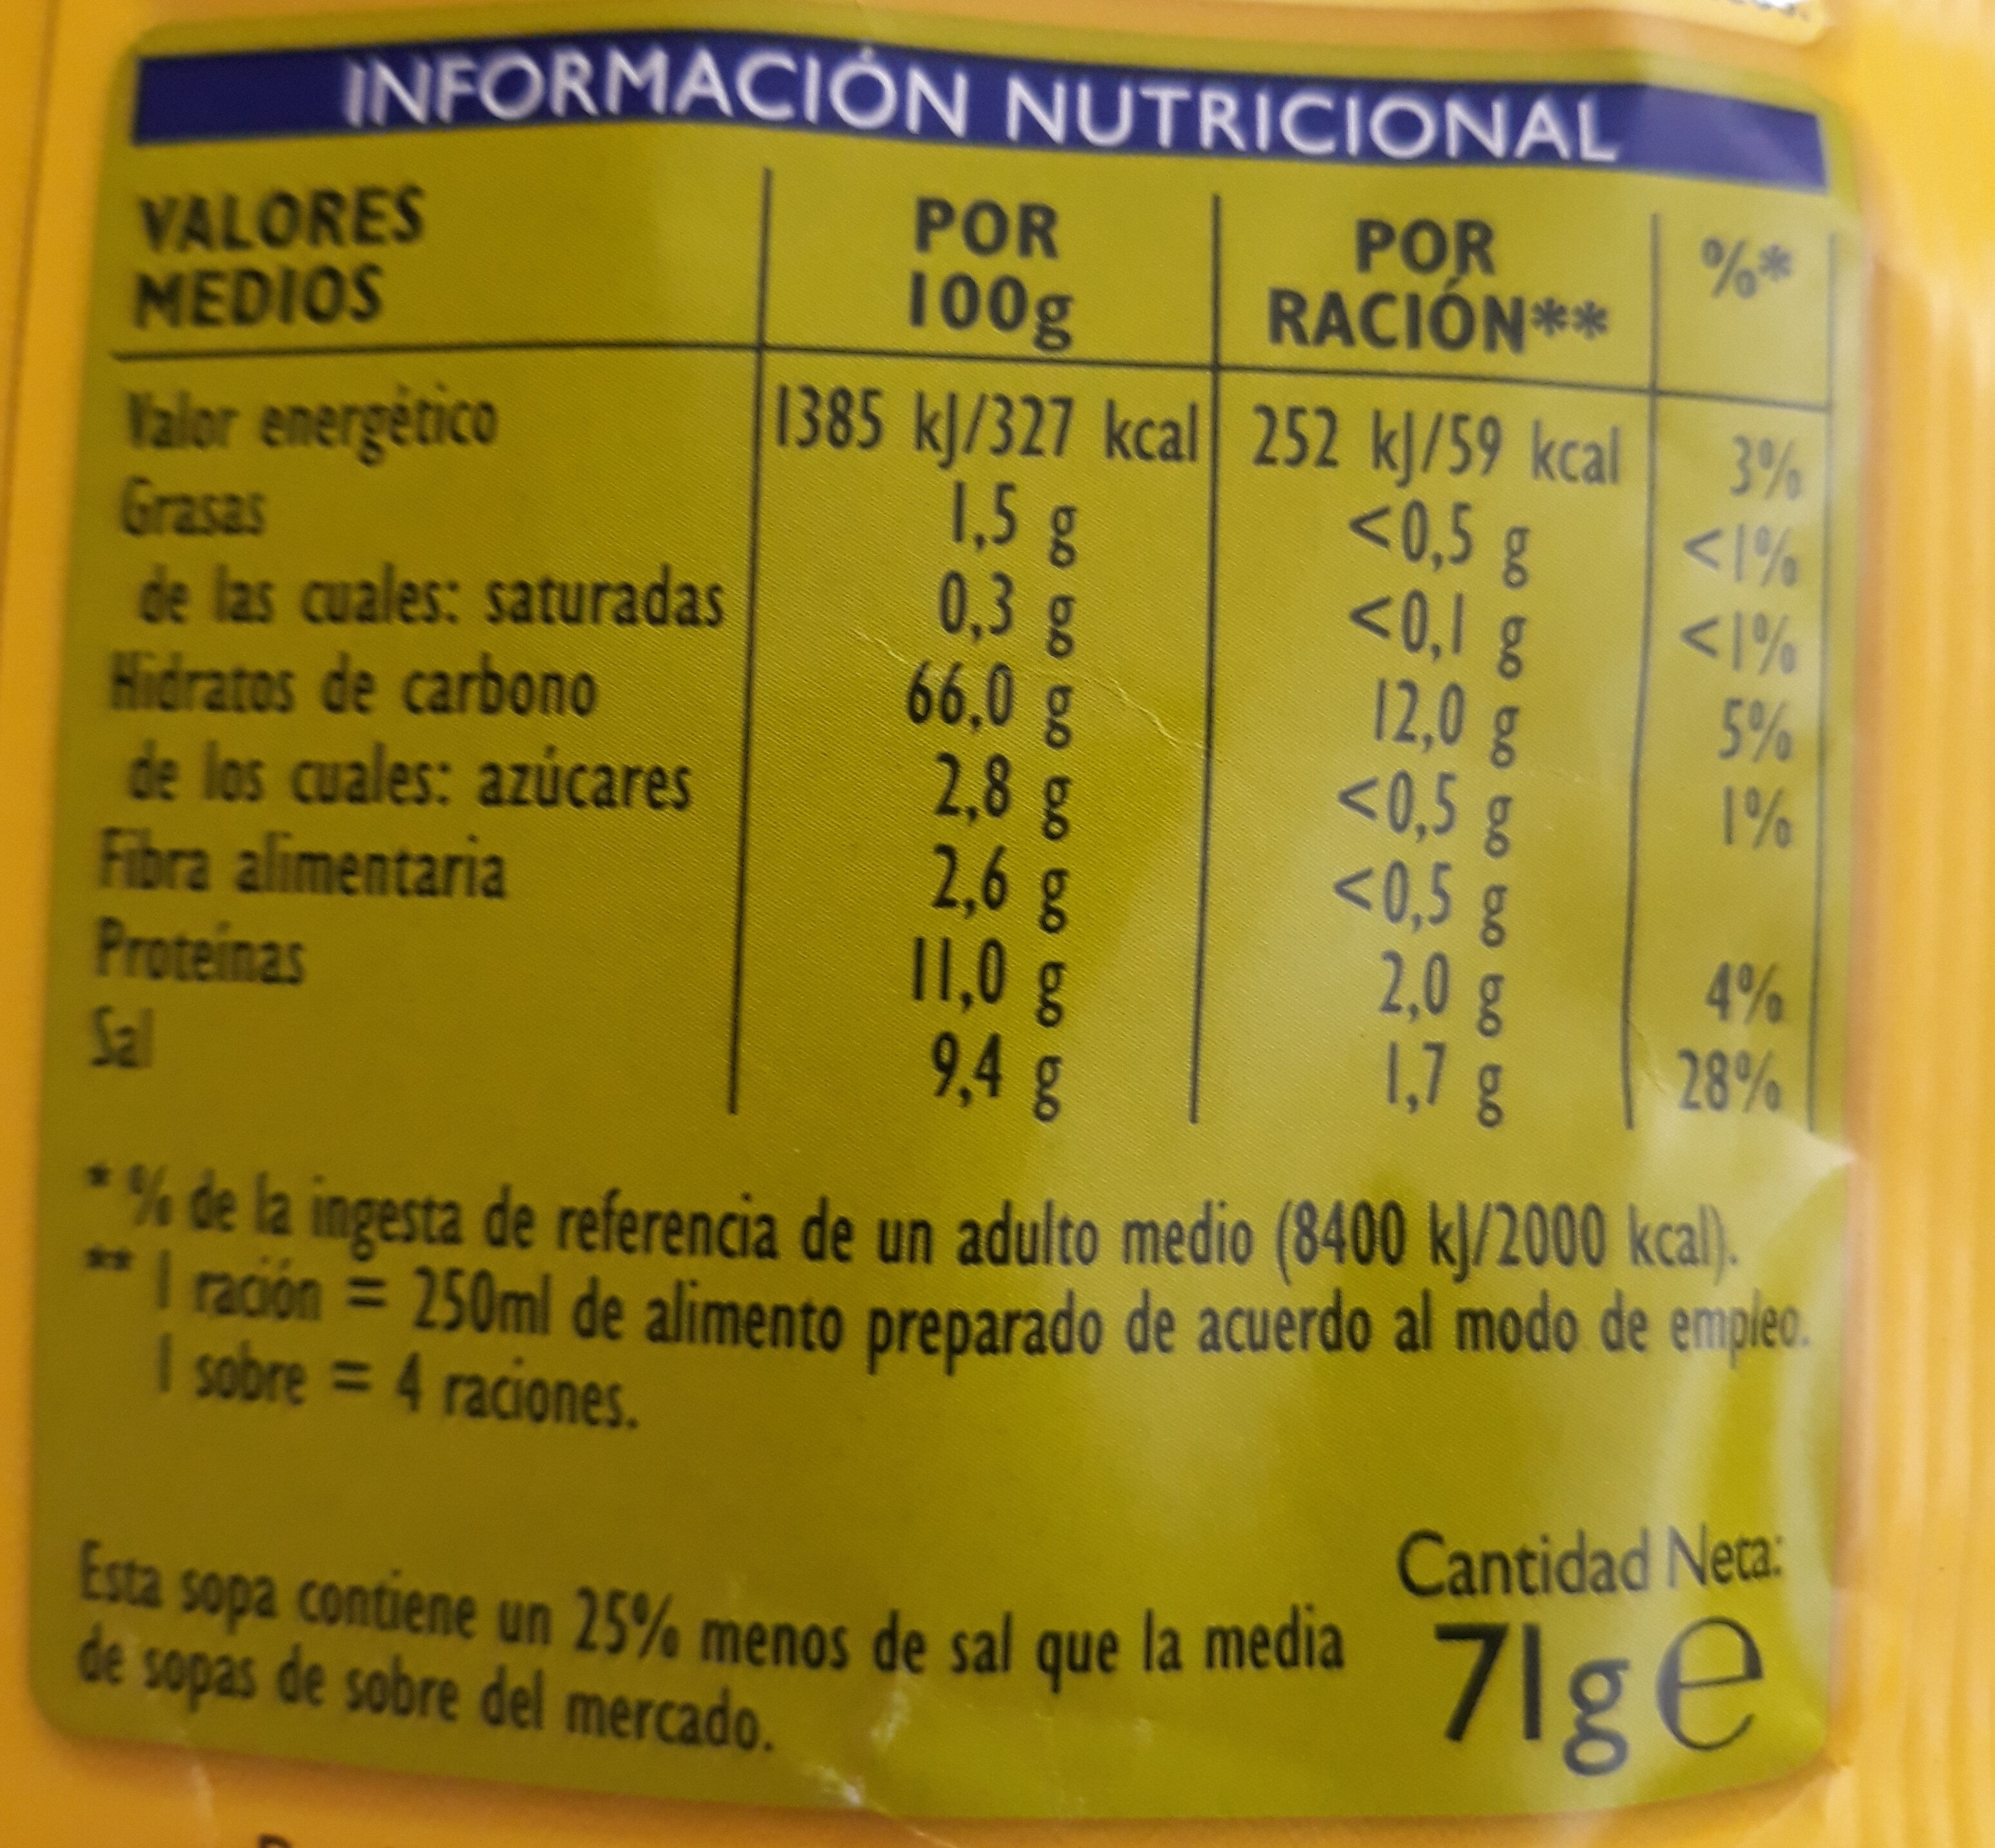 INFORMACIÓN NUTRICIONAL
VALORES MEDIOS POR 100g POR RACIÓN** %*
Valor energético 1385 kJ/327 kcal 252 kJ/59 kcal 3%
Grasas 1,5 g <0,5 g <1%
de las cuales: saturadas 0,3 g <0,1 g <1%
Hidratos de carbono 66,0 g 12,0 g 5%
de los cuales: azúcares 2,8 g <0,5 g 1%
Fibra alimentaria 2,6 g <0,5 g
Proteínas 11,0 g 2,0 g 4%
Sal 9,4 g 1,7 g 28%
* % de la ingesta de referencia de un adulto medio (8400 kJ/2000 kcal).
** 1 ración = 250ml de alimento preparado de acuerdo al modo de empleo.
1 sobre = 4 raciones.
Esta sopa contiene un 25% menos de sal que la media
de sopas de sobre del mercado.
Cantidad Neta:
71g e